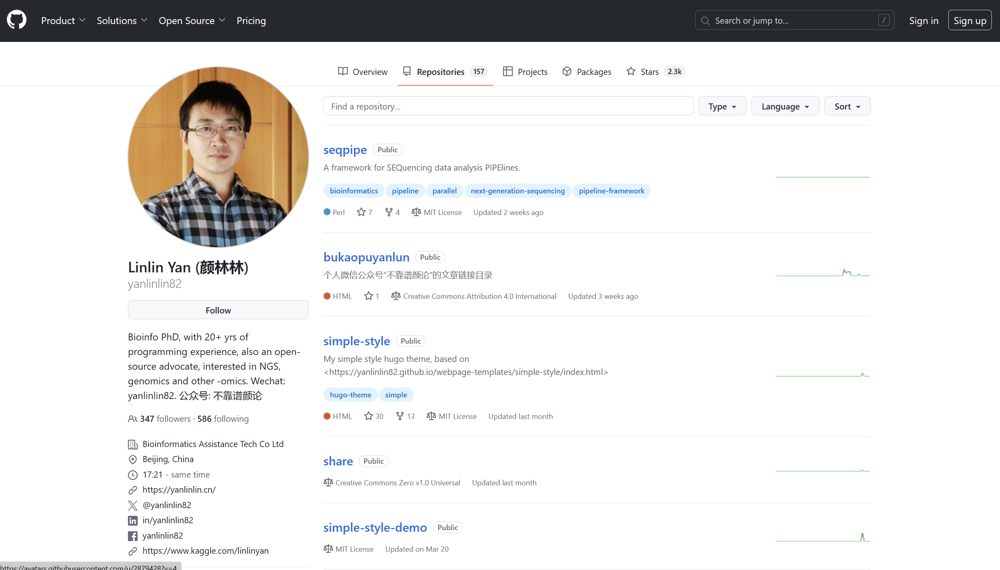 Product Solutions Open Source Pricing Search or jump to... / Sign in Sign up
Overview Repositories 157 Projects Packages Stars 2.3k
Find a repository... Type Language Sort
seqpipe Public
A framework for SEQuencing data analysis PIPElines.
bioinformatics pipeline parallel next-generation-sequencing pipeline-framework
Perl 7 4 MIT License Updated 2 weeks ago
bukaopuyanlun Public
个人微信公众号“不靠谱颜论”的文章链接目录
HTML 1 Creative Commons Attribution 4.0 International Updated 3 weeks ago
simple-style Public
My simple style hugo theme, based on
<https://yanlinlin82.github.io/webpage-templates/simple-style/index.html>
hugo-theme simple
HTML 30 13 MIT License Updated last month
share Public
Creative Commons Zero v1.0 Universal Updated last month
simple-style-demo Public
MIT License Updated on Mar 20
Linlin Yan (颜林林)
yanlinlin82
Follow
Bioinfo PhD, with 20+ yrs of
programming experience, also an open-
source advocate, interested in NGS,
genomics and other -omics. Wechat:
yanlinlin82. 公众号: 不靠谱颜论
347 followers · 586 following
Bioinformatics Assistance Tech Co Ltd
Beijing, China
17:21 - same time
https://yanlinlin.cn/
@yanlinlin82
in/yanlinlin82
yanlinlin82
https://www.kaggle.com/linlinyan
https://avatars.githubusercontent.com/u/2879428?v=4